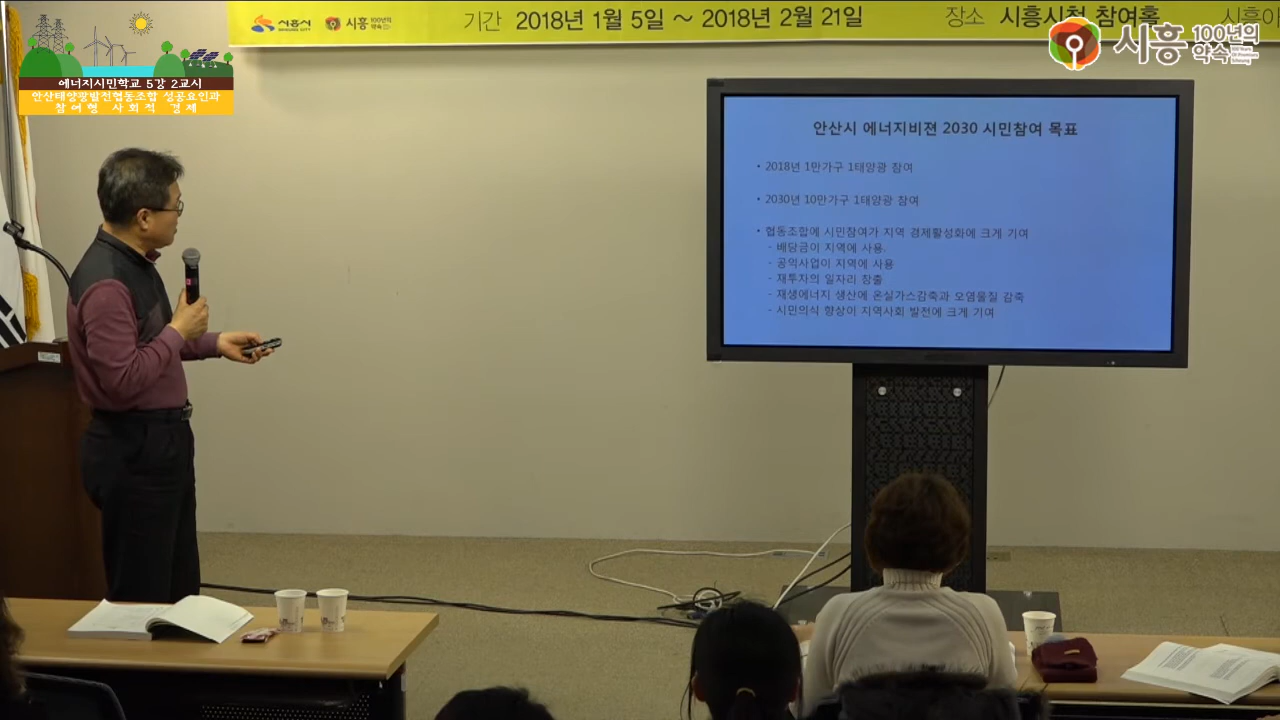 시흥시
SIHEUNG CITY
시흥 100년의 약속
기간 2018년 1월 5일 ~ 2018년 2월 21일
장소 시흥시청 참여홀
시흥 100년의 약속
에너지시민학교 5강 2교시
안산태양광발전협동조합 성공요인과
참여형 사회적 경제
안산시 에너지비젼 2030 시민참여 목표
• 2018년 1만가구 1태양광 참여
• 2030년 10만가구 1태양광 참여
• 협동조합에 시민참여가 지역 경제활성화에 크게 기여
- 배당금이 지역에 사용.
- 공익사업이 지역에 사용
- 재투자의 일자리 창출
- 재생에너지 생산에 온실가스감축과 오염물질 감축
- 시민의식 향상이 지역사회 발전에 크게 기여